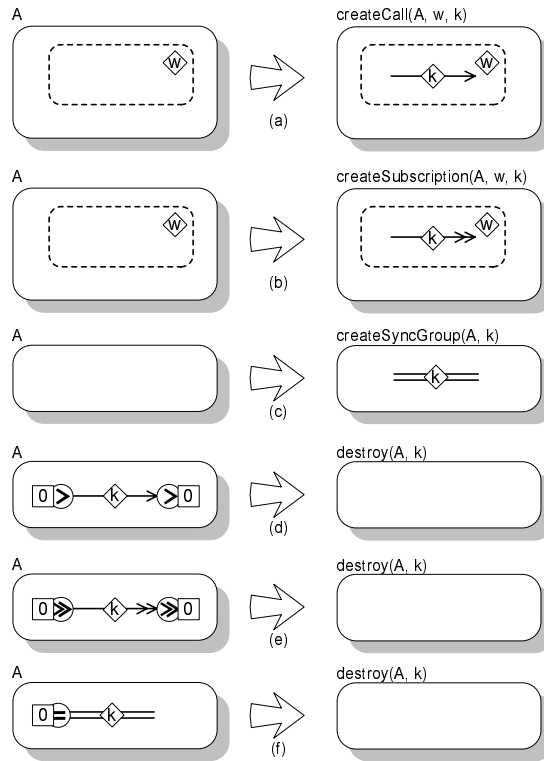 A
createCall(A, w, k)
w
k
w
(a)
A
createSubscription(A, w, k)
w
k
w
(b)
A
createSyncGroup(A, k)
k
(c)
A
destroy(A, k)
0 > k > 0
(d)
A
destroy(A, k)
0 >> k >> 0
(e)
A
destroy(A, k)
0 = k
(f)